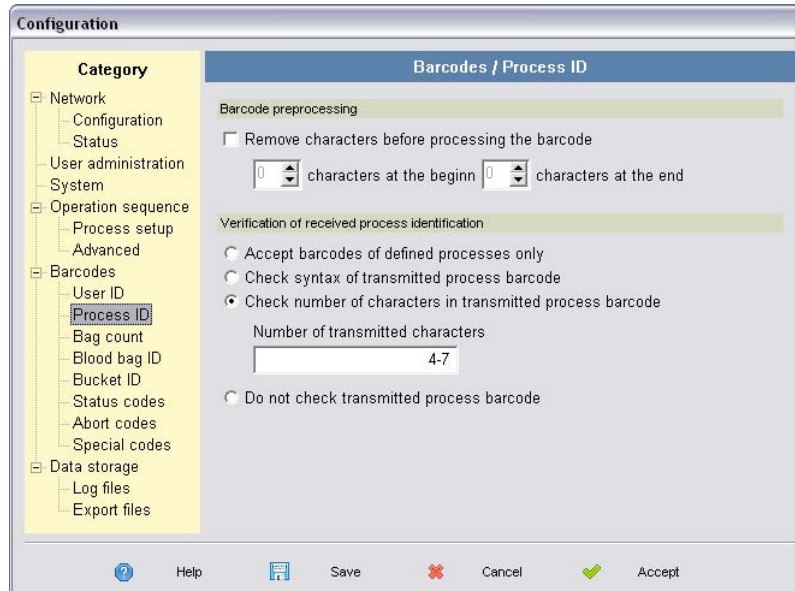 Configuration
Category
Network
Configuration
Status
User administration
System
Operation sequence
Process setup
Advanced
Barcodes
User ID
Process ID
Bag count
Blood bag ID
Bucket ID
Status codes
Abort codes
Special codes
Data storage
Log files
Export files
Barcodes / Process ID
Barcode preprocessing
Remove characters before processing the barcode
0 characters at the beginn 0 characters at the end
Verification of received process identification
Accept barcodes of defined processes only
Check syntax of transmitted process barcode
Check number of characters in transmitted process barcode
Number of transmitted characters
4-7
Do not check transmitted process barcode
Help Save Cancel Accept